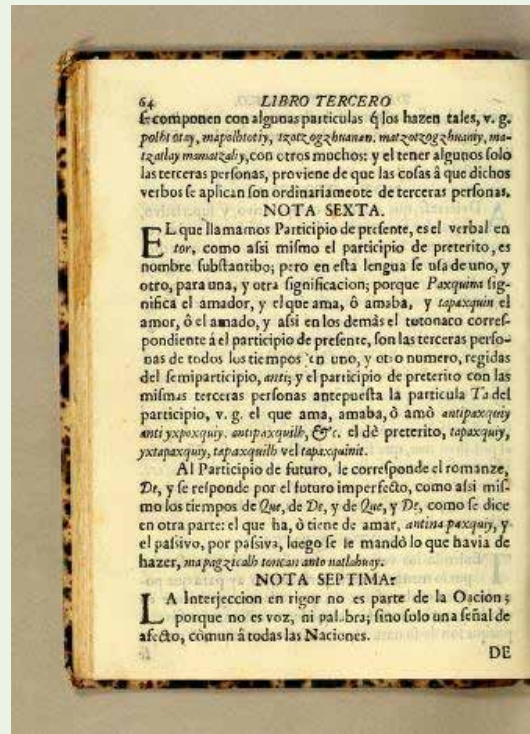 64 LIBRO TERCERO
se componen con algunas particulas q̃ los hazen tales, v. g.
polhtotay, mapolhtotiy, tzotzogzhuanan. matzotzogzhuaniy, ma-
tzatlay mamatzaliy, con otros muchos: y el tener algunos solo
las terceras personas, proviene de que las cosas à que dichos
verbos se aplican son ordinariamente de terceras personas.
NOTA SEXTA.
EL que llamamos Participio de presente, es el verbal en
tor, como assi mismo el participio de preterito, es
nombre substantibo; pero en esta lengua se usa de uno, y
otro, para una, y otra significacion; porque Paxquina sig-
nifica el amador, y el que ama, ô amaba, y tapaxquin el
amor, ô el amado, y assi en los demàs el totonaco corres-
pondiente á el participio de presente, son las terceras perso-
nas de todos los tiempos en uno, y otro numero, regidas
del semiparticipio, anti; y el participio de preterito con las
mismas terceras personas antepuesta la particula Ta del
participio, v. g. el que ama, amaba, ò amò antipaxquiy
anti yxpoxquiy. antipaxquilh, &c. el dè preterito, tapaxquiy,
yxtapaxquiy, tapaxquilh vel tapaxquinit.
Al Participio de futuro, le corresponde el romanze,
De, y se responde por el futuro imperfecto, como assi mis-
mo los tiempos de Que, de De, y de Que, y De, como se dice
en otra parte: el que ha, ò tiene de amar, antina paxquiy, y
el passivo, por passiva, luego se le mandò lo que havia de
hazer, mapagzicalh toncan anto natlahuay.
NOTA SEPTIMA:
LA Interjeccion en rigor no es parte de la Oacion;
porque no es voz, ni palabra; sino solo una señal de
afecto, còmun â todas las Naciones.
DE